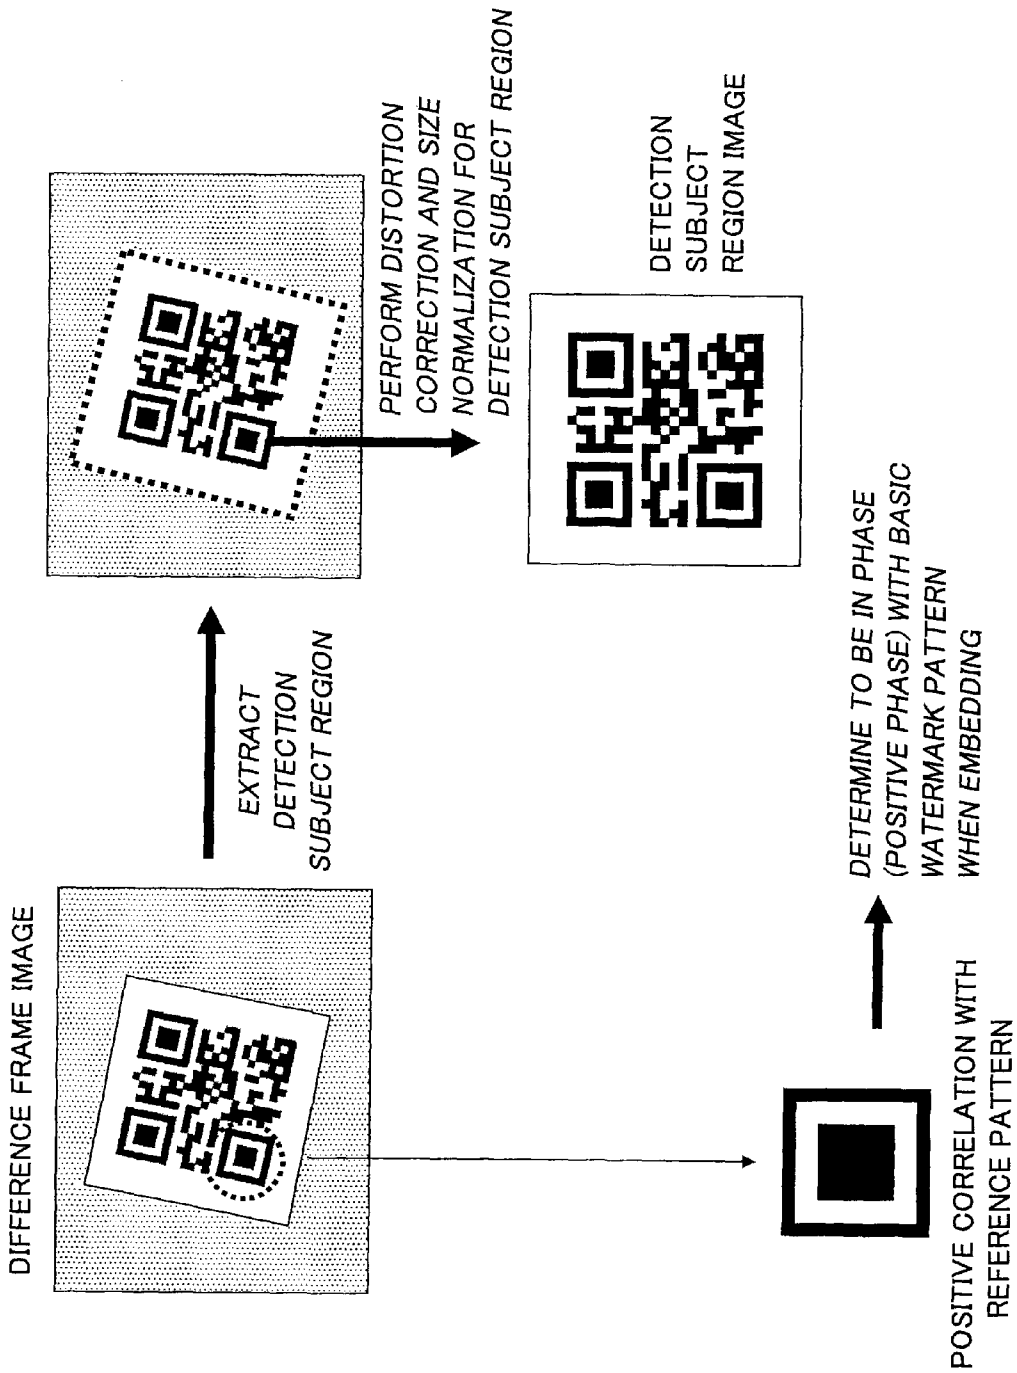 DIFFERENCE FRAME IMAGE
EXTRACT
DETECTION
SUBJECT REGION
PERFORM DISTORTION
CORRECTION AND SIZE
NORMALIZATION FOR
DETECTION SUBJECT REGION
DETECTION
SUBJECT
REGION IMAGE
POSITIVE CORRELATION WITH
REFERENCE PATTERN
DETERMINE TO BE IN PHASE
(POSITIVE PHASE) WITH BASIC
WATERMARK PATTERN
WHEN EMBEDDING